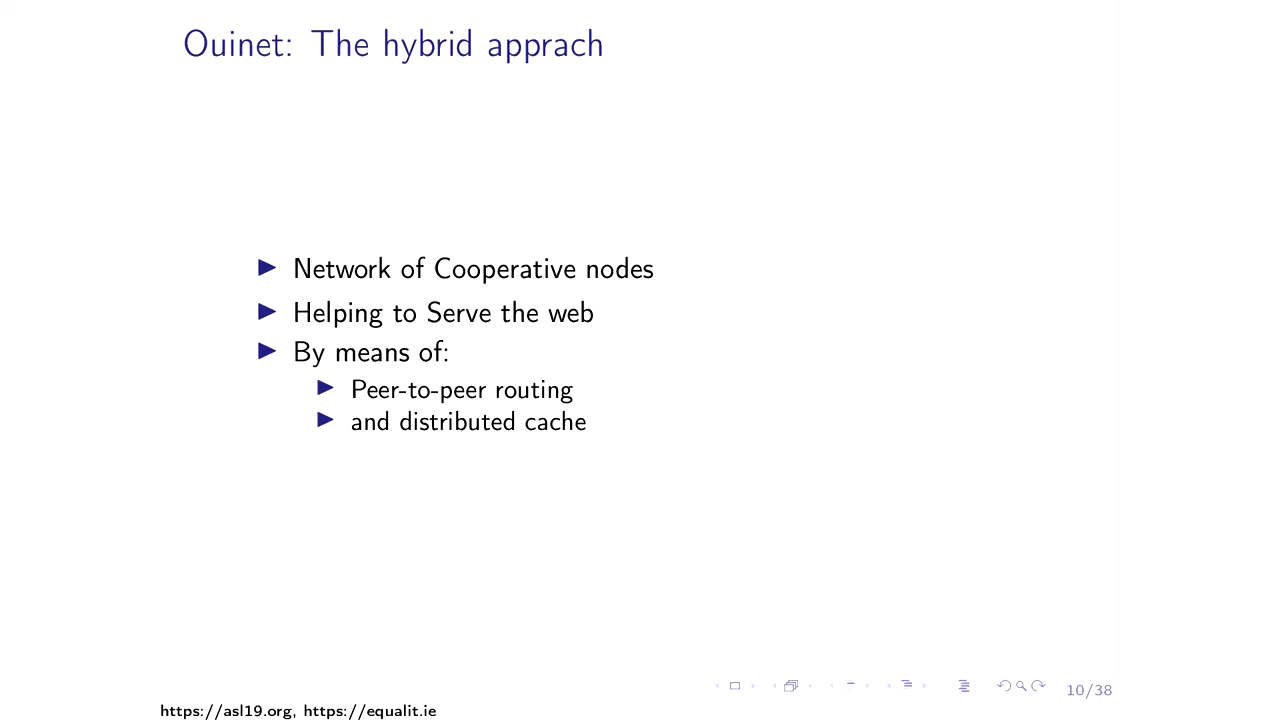 Ouinet: The hybrid apprach
Network of Cooperative nodes
Helping to Serve the web
By means of:
Peer-to-peer routing
and distributed cache
10/38
https://asl19.org, https://equalit.ie